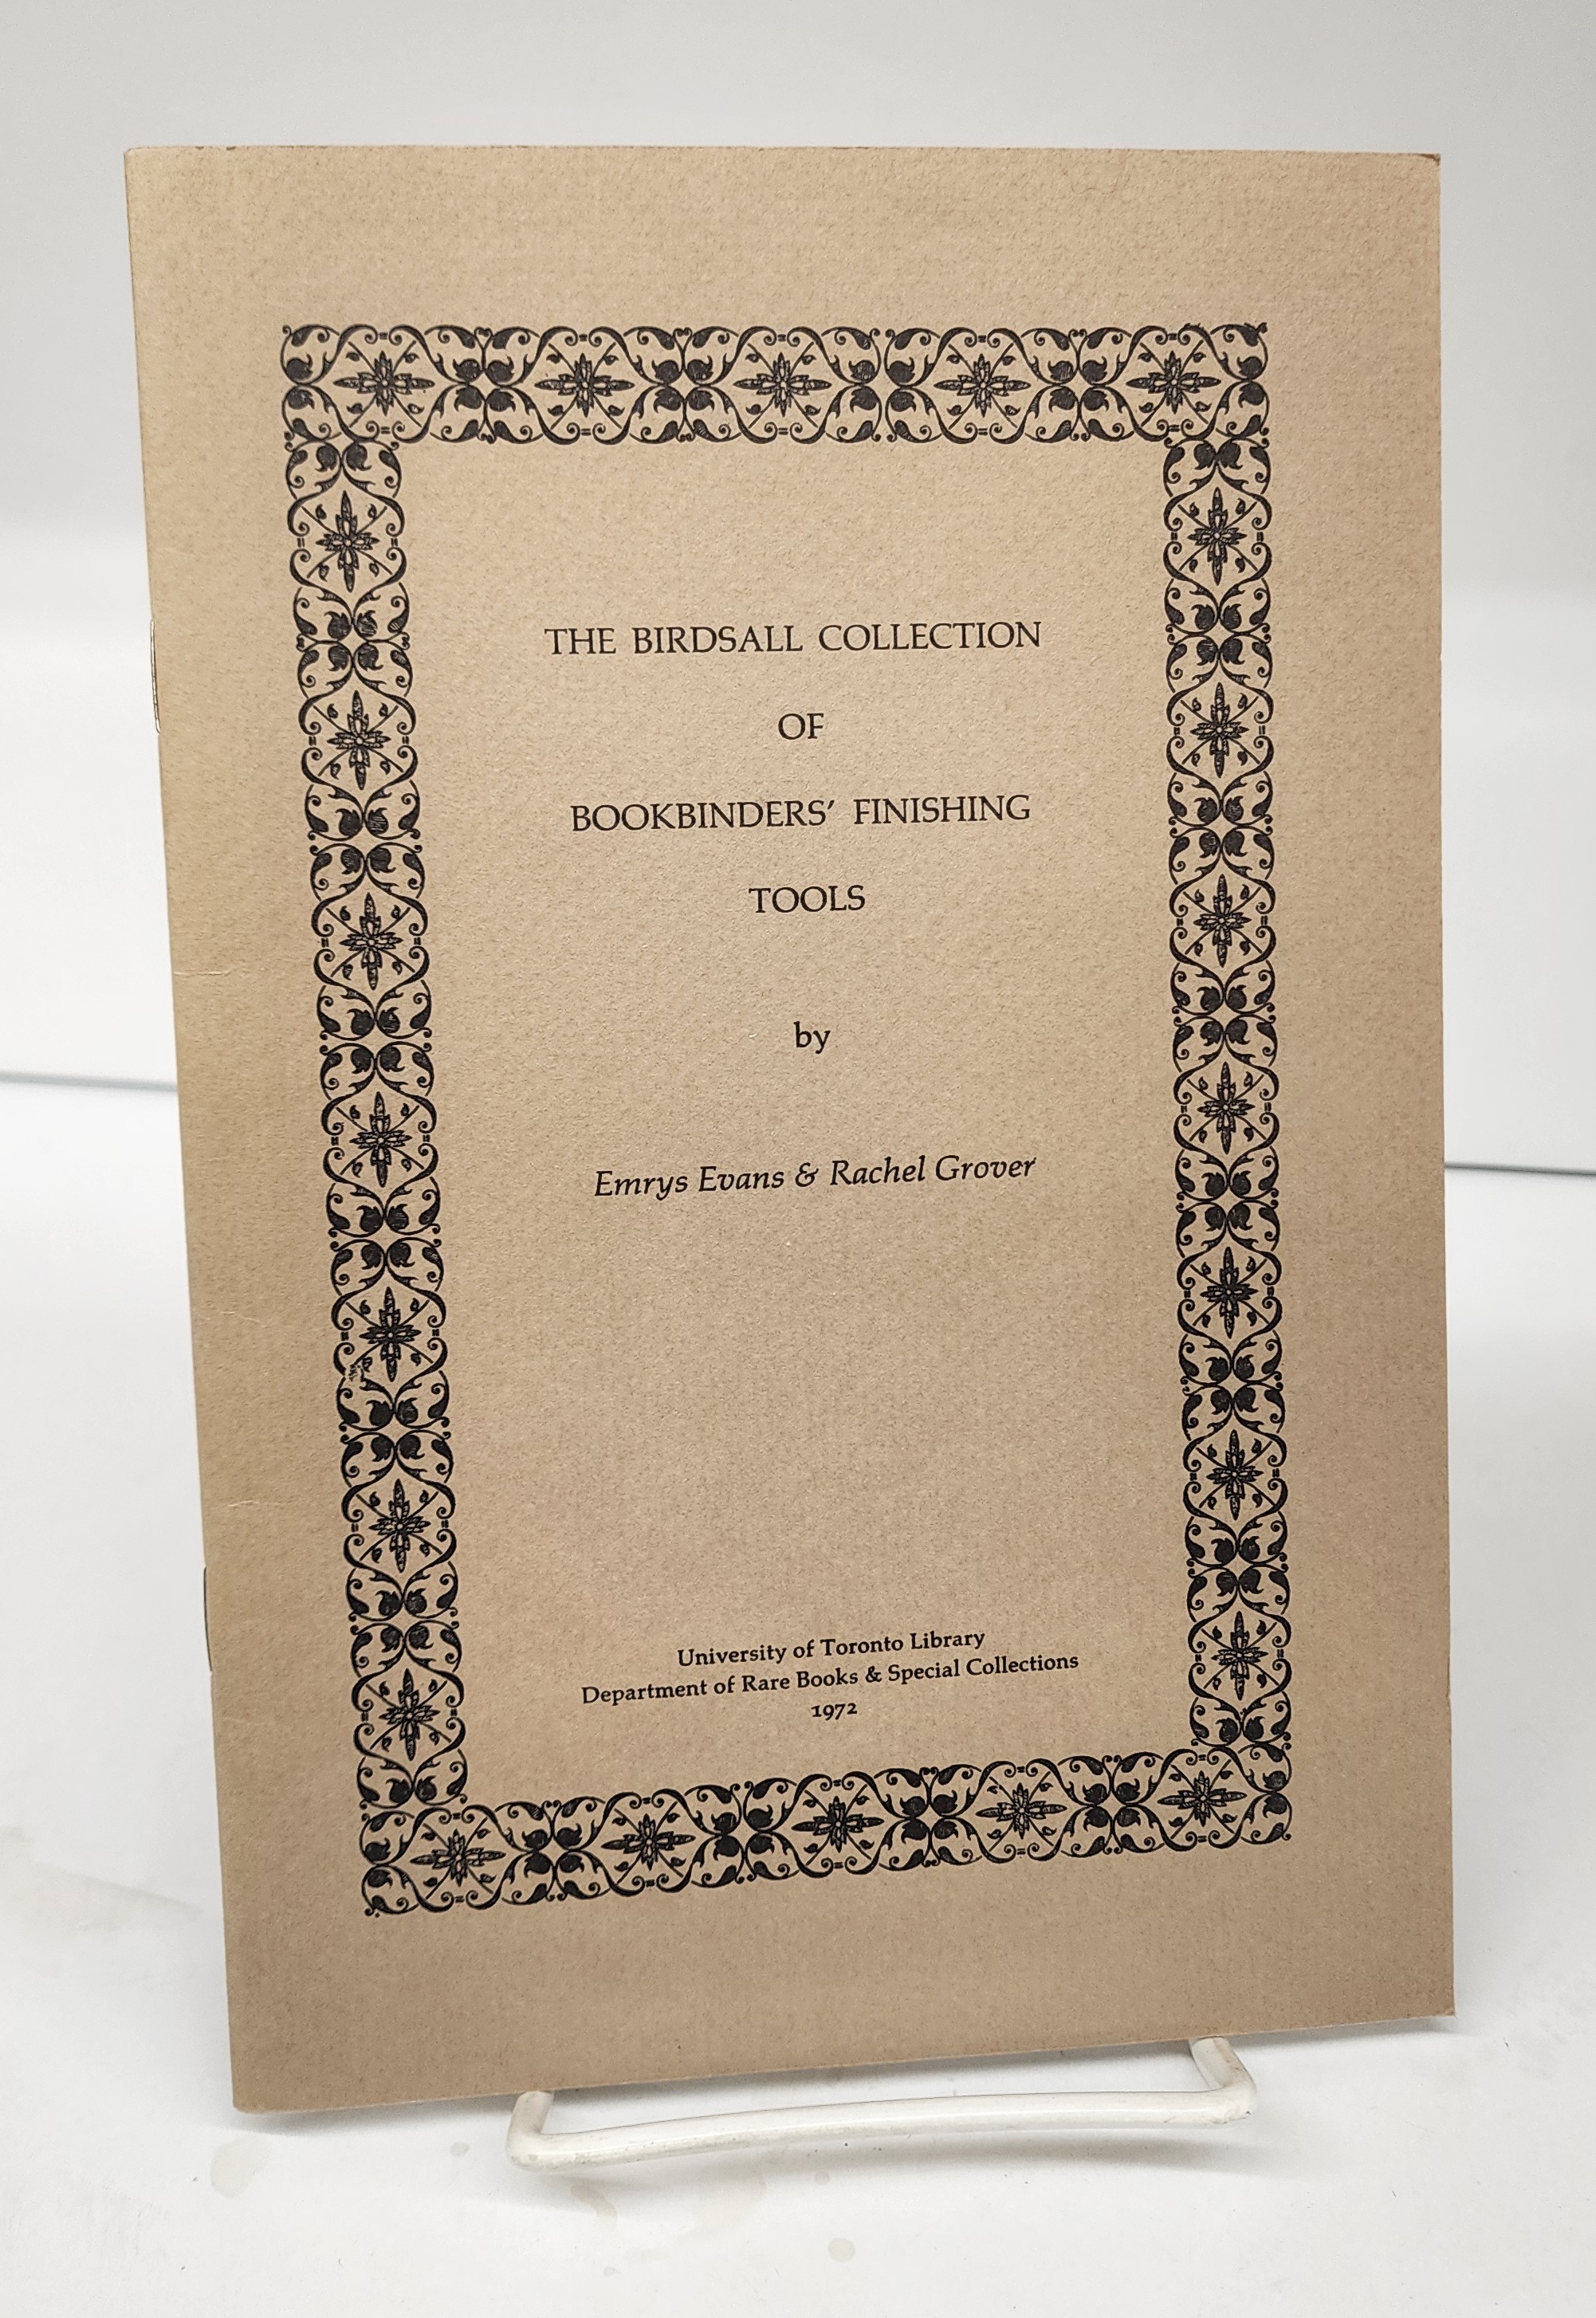 THE BIRDSALL COLLECTION
OF
BOOKBINDERS’ FINISHING
TOOLS
by
Emrys Evans & Rachel Grover
University of Toronto Library
Department of Rare Books & Special Collections
1972